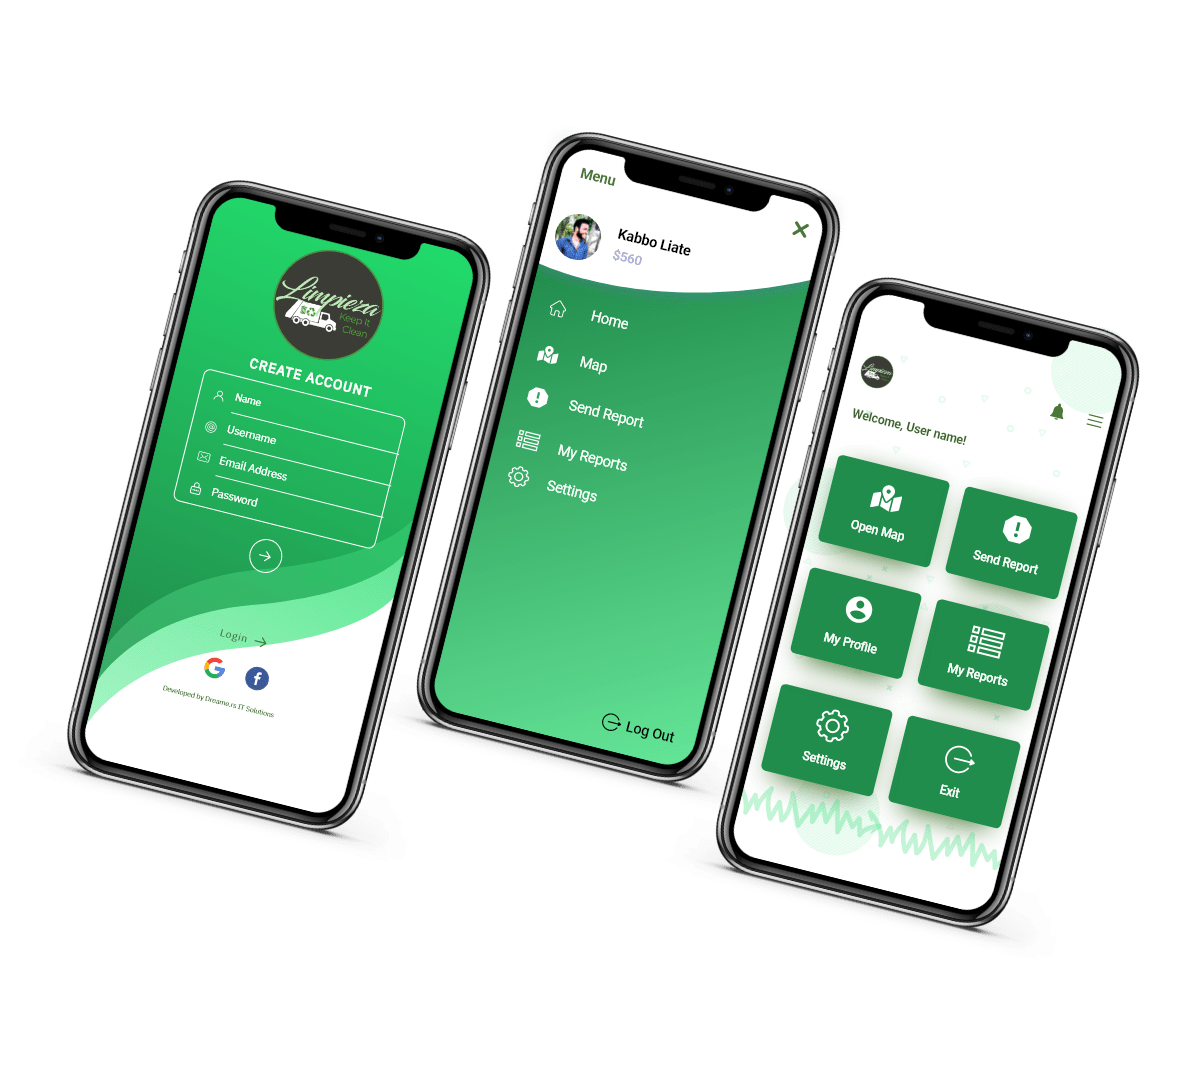 Limpieza
Keep It
Clean
CREATE ACCOUNT
Name
Username
Email Address
Password
Login
Developed by Dreamers IT Solutions
Menu
Kabbo Liate
$560
Home
Map
Send Report
My Reports
Settings
Log Out
Limpieza
Welcome, User name!
Open Map
Send Report
My Profile
My Reports
Settings
Exit